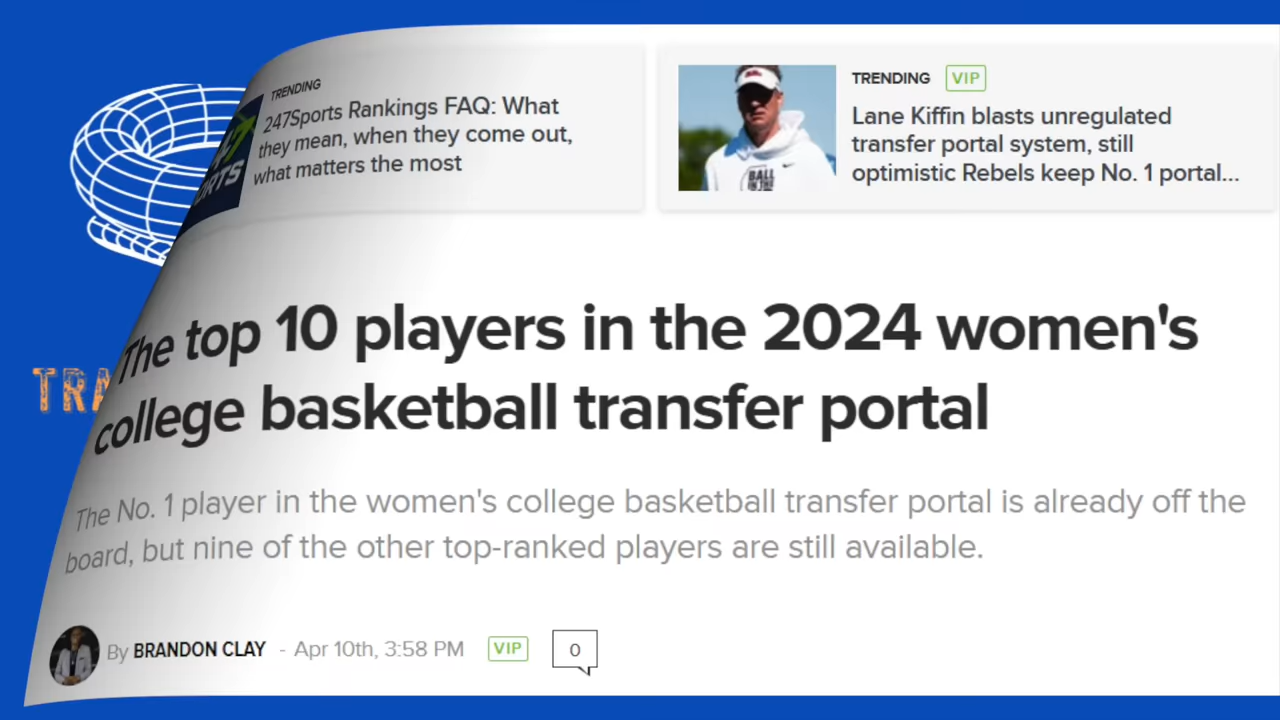 TRENDING
247Sports Rankings FAQ: What
they mean, when they come out,
what matters the most
TRENDING VIP
Lane Kiffin blasts unregulated
transfer portal system, still
optimistic Rebels keep No. 1 portal...
The top 10 players in the 2024 women's
college basketball transfer portal
The No. 1 player in the women's college basketball transfer portal is already off the
board, but nine of the other top-ranked players are still available.
By BRANDON CLAY - Apr 10th, 3:58 PM VIP 0